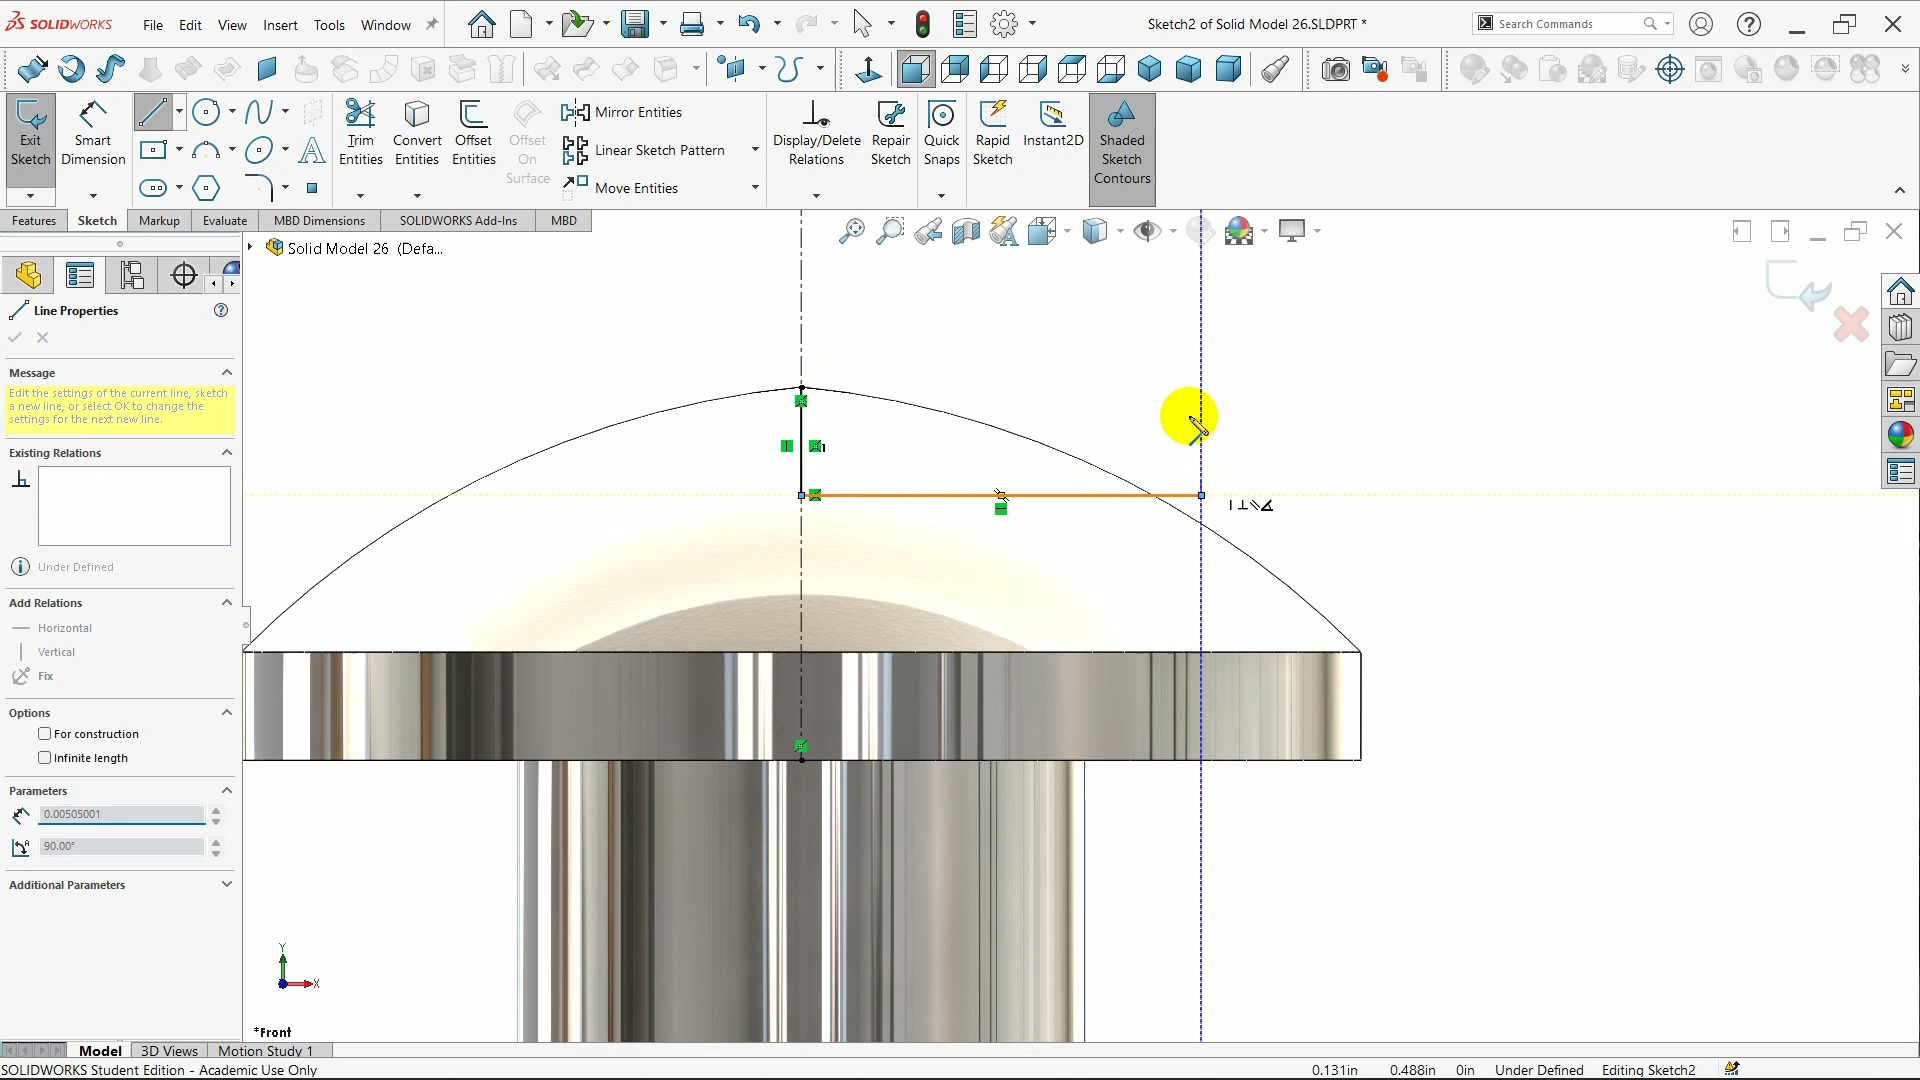 SOLIDWORKS
File Edit View Insert Tools Window
Sketch2 of Solid Model 26.SLDPRT *
Search Commands
Exit Sketch
Smart Dimension
Trim Entities
Convert Entities
Offset Entities
Offset On Surface
Mirror Entities
Linear Sketch Pattern
Move Entities
Display/Delete Relations
Repair Sketch
Quick Snaps
Rapid Sketch
Instant2D
Shaded Sketch Contours
Features Sketch Markup Evaluate MBD Dimensions SOLIDWORKS Add-Ins MBD
Solid Model 26 (Defa...
Line Properties
Message
Edit the settings of the current line, sketch
a new line, or select OK to change the
settings for the next new line.
Existing Relations
Under Defined
Add Relations
Horizontal
Vertical
Fix
Options
For construction
Infinite length
Parameters
0.00505001
90.00°
Additional Parameters
1
Y
X
*Front
Model 3D Views Motion Study 1
SOLIDWORKS Student Edition - Academic Use Only
0.131in 0.488in 0in Under Defined Editing Sketch2